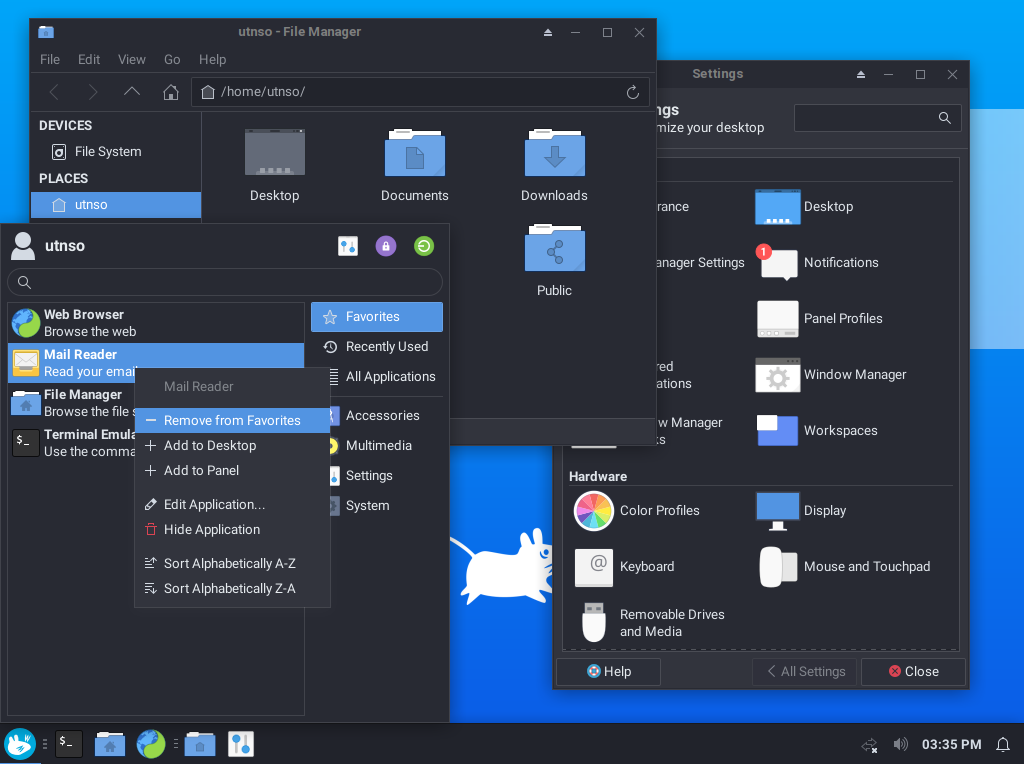 utnso - File Manager
File Edit View Go Help
/home/utnso/
DEVICES
File System
PLACES
utnso
Desktop
Documents
Downloads
Public
Settings
ngs
mize your desktop
rance
Desktop
anager Settings
Notifications
Panel Profiles
red
ations
Window Manager
w Manager
ks
Workspaces
Hardware
Color Profiles
Display
Keyboard
Mouse and Touchpad
Removable Drives
and Media
Help
All Settings
Close
utnso
Web Browser
Browse the web
Mail Reader
Read your email
File Manager
Browse the file s
Terminal Emula
Use the comma
Favorites
Recently Used
All Applications
Accessories
Multimedia
Settings
System
Mail Reader
Remove from Favorites
Add to Desktop
Add to Panel
Edit Application...
Hide Application
Sort Alphabetically A-Z
Sort Alphabetically Z-A
03:35 PM